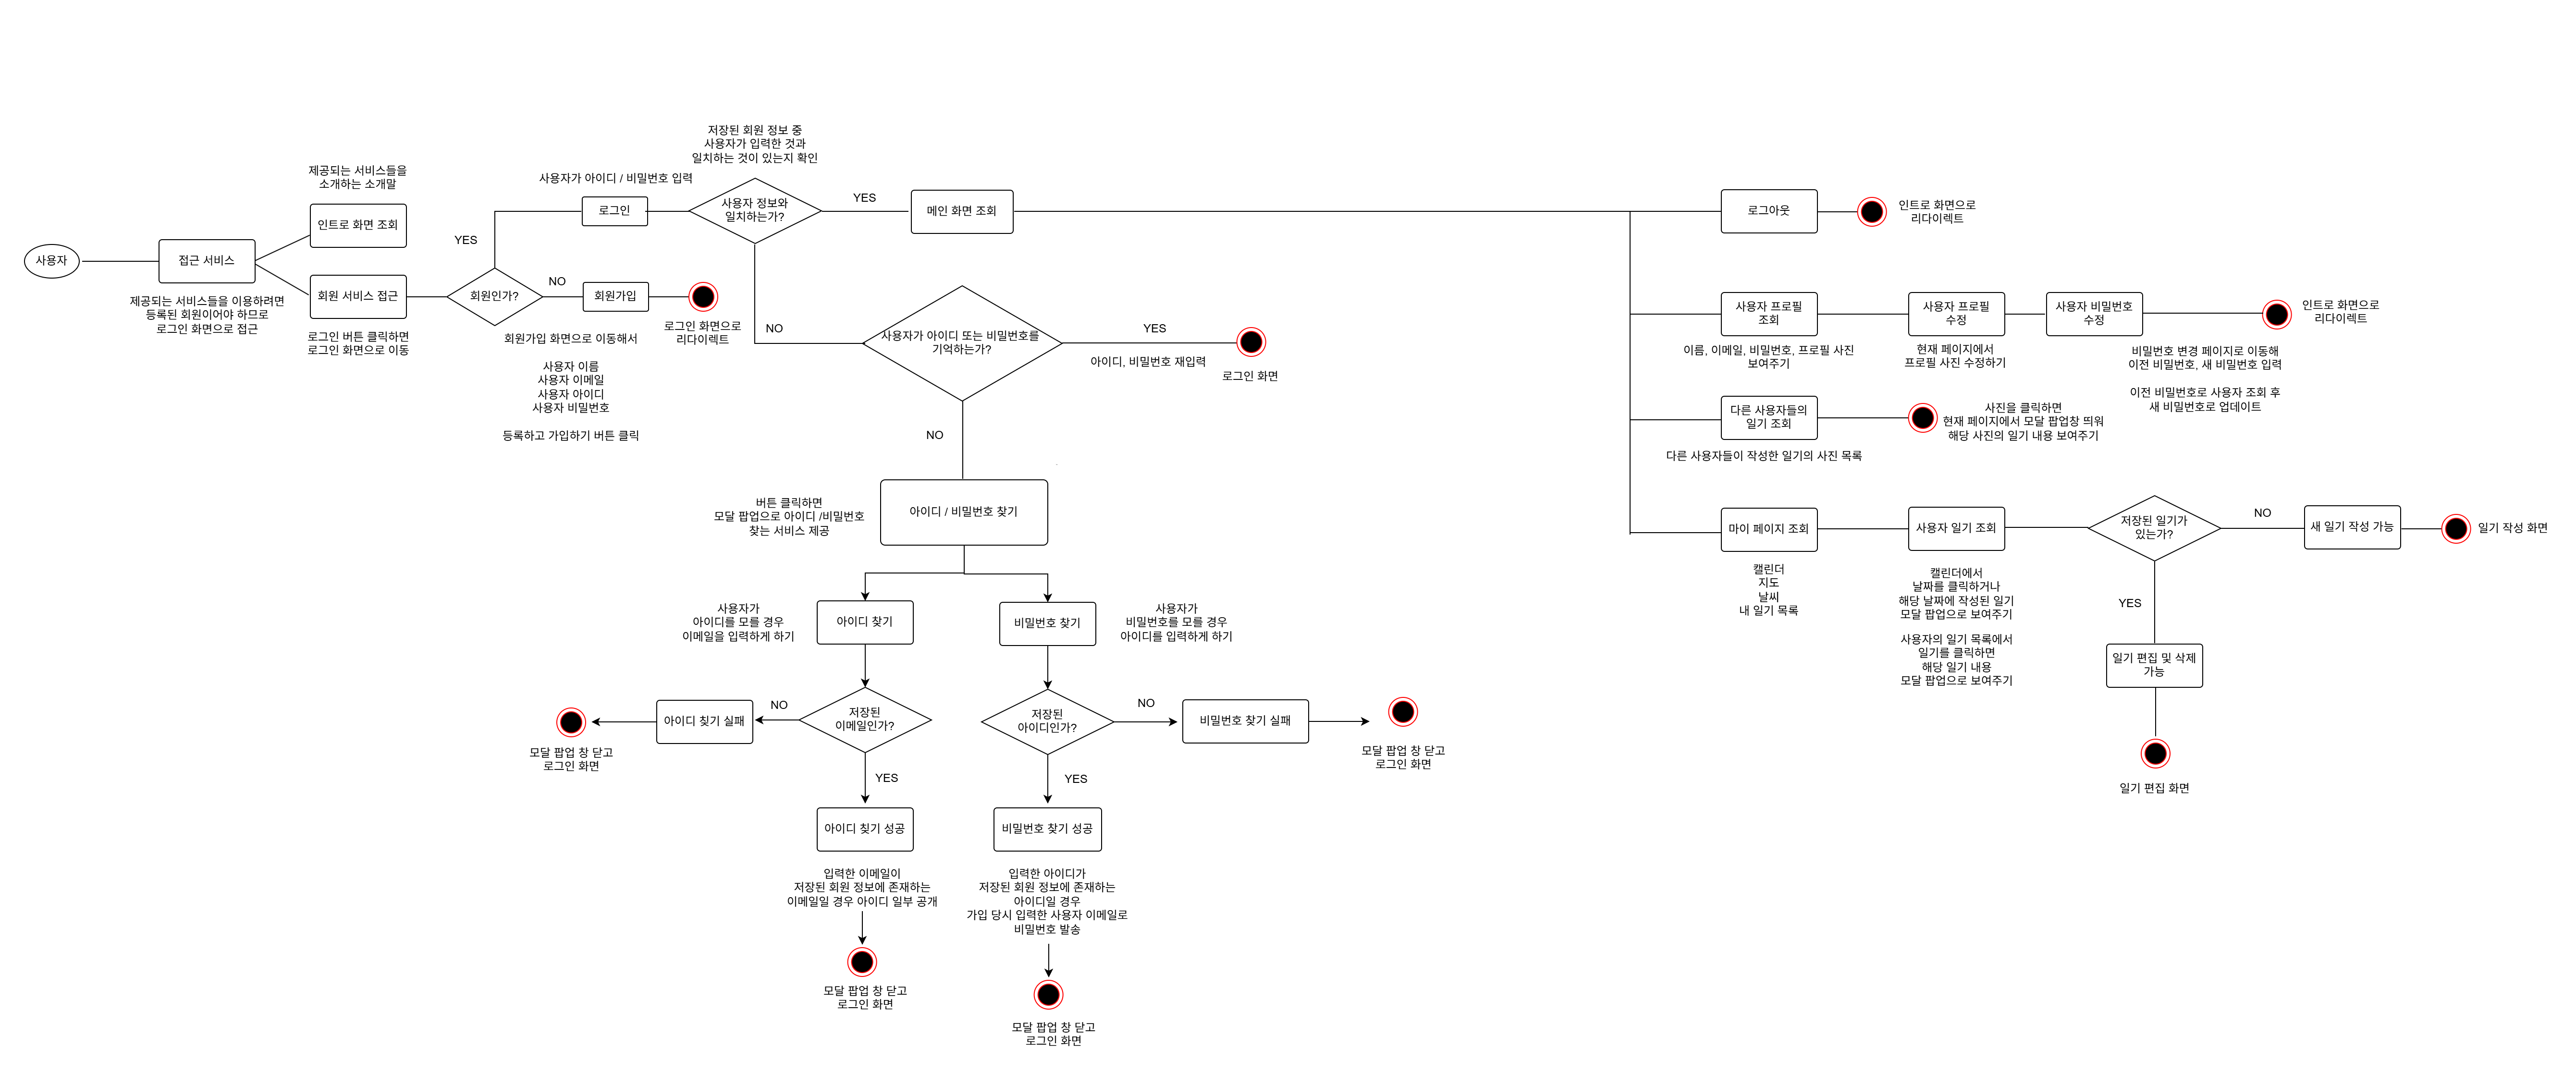 사용자
접근 서비스
제공되는 서비스들을 이용하려면
등록된 회원이어야 하므로
로그인 화면으로 접근
제공되는 서비스들을
소개하는 소개말
인트로 화면 조회
회원 서비스 접근
로그인 버튼 클릭하면
로그인 화면으로 이동
회원인가?
YES
NO
사용자가 아이디 / 비밀번호 입력
로그인
회원가입
회원가입 화면으로 이동해서
사용자 이름
사용자 이메일
사용자 아이디
사용자 비밀번호
등록하고 가입하기 버튼 클릭
로그인 화면으로
리다이렉트
저장된 회원 정보 중
사용자가 입력한 것과
일치하는 것이 있는지 확인
사용자 정보와
일치하는가?
YES
NO
메인 화면 조회
사용자가 아이디 또는 비밀번호를
기억하는가?
YES
아이디, 비밀번호 재입력
로그인 화면
NO
버튼 클릭하면
모달 팝업으로 아이디 /비밀번호
찾는 서비스 제공
아이디 / 비밀번호 찾기
사용자가
아이디를 모를 경우
이메일을 입력하게 하기
아이디 찾기
비밀번호 찾기
사용자가
비밀번호를 모를 경우
아이디를 입력하게 하기
저장된
이메일인가?
NO
아이디 칮기 실패
모달 팝업 창 닫고
로그인 화면
YES
아이디 칮기 성공
입력한 이메일이
저장된 회원 정보에 존재하는
이메일일 경우 아이디 일부 공개
모달 팝업 창 닫고
로그인 화면
저장된
아이디인가?
NO
비밀번호 찾기 실패
모달 팝업 창 닫고
로그인 화면
YES
비밀번호 찾기 성공
입력한 아이디가
저장된 회원 정보에 존재하는
아이디일 경우
가입 당시 입력한 사용자 이메일로
비밀번호 발송
모달 팝업 창 닫고
로그인 화면
로그아웃
인트로 화면으로
리다이렉트
사용자 프로필
조회
이름, 이메일, 비밀번호, 프로필 사진
보여주기
사용자 프로필
수정
현재 페이지에서
프로필 사진 수정하기
사용자 비밀번호
수정
비밀번호 변경 페이지로 이동해
이전 비밀번호, 새 비밀번호 입력
이전 비밀번호로 사용자 조회 후
새 비밀번호로 업데이트
인트로 화면으로
리다이렉트
다른 사용자들의
일기 조회
다른 사용자들이 작성한 일기의 사진 목록
사진을 클릭하면
현재 페이지에서 모달 팝업창 띄워
해당 사진의 일기 내용 보여주기
마이 페이지 조회
캘린더
지도
날씨
내 일기 목록
사용자 일기 조회
캘린더에서
날짜를 클릭하거나
해당 날짜에 작성된 일기
모달 팝업으로 보여주기
사용자의 일기 목록에서
일기를 클릭하면
해당 일기 내용
모달 팝업으로 보여주기
저장된 일기가
있는가?
NO
새 일기 작성 가능
일기 작성 화면
YES
일기 편집 및 삭제
가능
일기 편집 화면